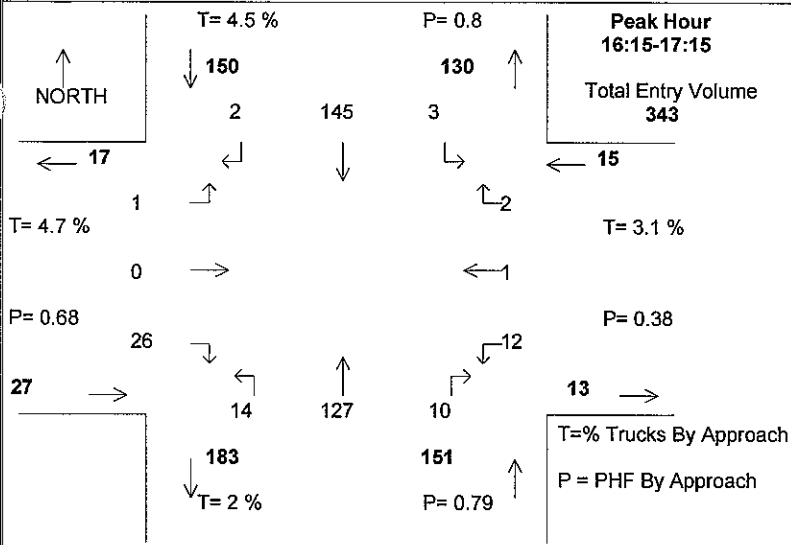 T= 4.5 % P= 0.8 Peak Hour
16:15-17:15
150 130
NORTH Total Entry Volume
343
2 145 3
17 15
1 2
T= 4.7 % T= 3.1 %
0 1
P= 0.68 P= 0.38
26 12
27 13
14 127 10
T=% Trucks By Approach
183 151
P = PHF By Approach
T= 2 % P= 0.79